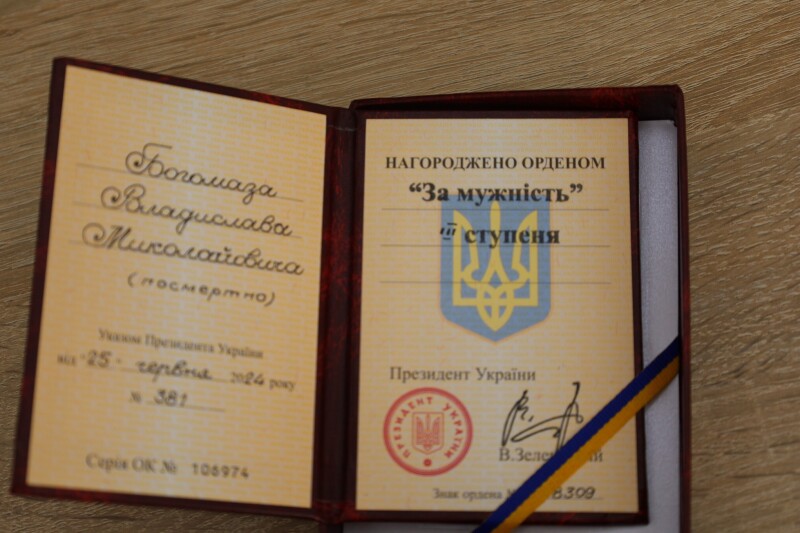 Богомаза
Владислава
Миколайовича
(посмертно)
Указом Президента України
від "25" червня 2024 року
№ 381
Серія ОК № 106974
НАГОРОДЖЕНО ОРДЕНОМ
“За мужність”
III ступеня
Президент України
ПРЕЗИДЕНТ УКРАЇНИ
Знак ордена